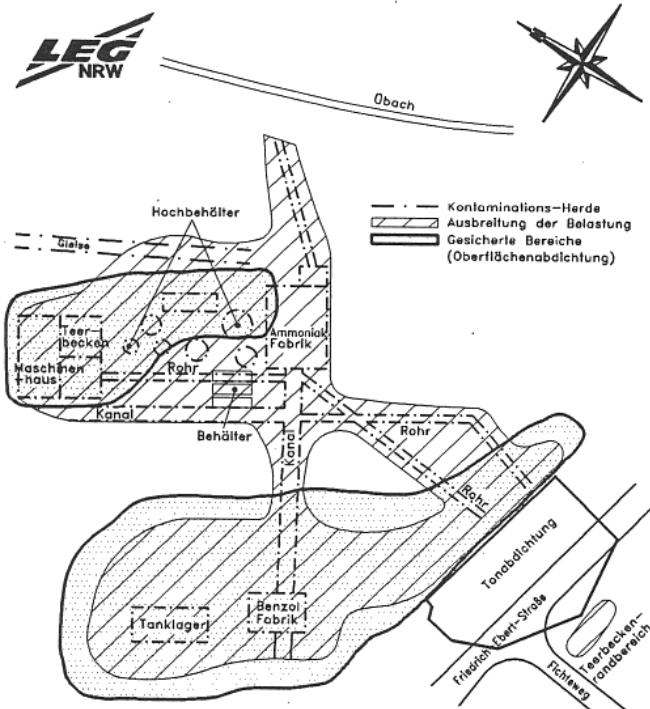 LEG
NRW
Obach
Kontaminations-Herde
Ausbreitung der Belastung
Gesicherte Bereiche
(Oberflächenabdichtung)
Hochbehälter
Gleise
Teer-
becken
Maschinen-
haus
Ammoniak
Fabrik
Rohr
Kanal
Behälter
Kanal
Rohr
Rohr
Tonabdichtung
Benzol
Fabrik
Tanklager
Friedrich-Ebert-Straße
Teerbecken-
randbereich
Fichteweg